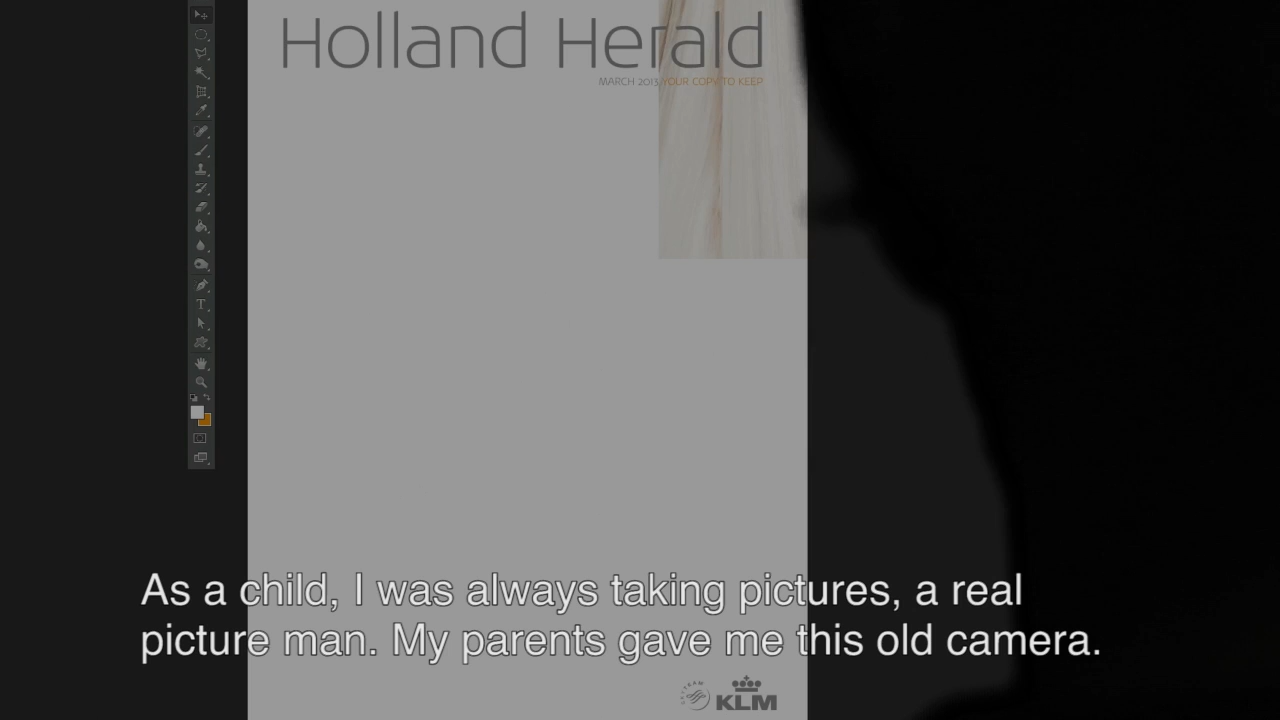 Holland Herald
MARCH 2013 YOUR COPY TO KEEP
As a child, I was always taking pictures, a real
picture man. My parents gave me this old camera.
SKYTEAM
KLM